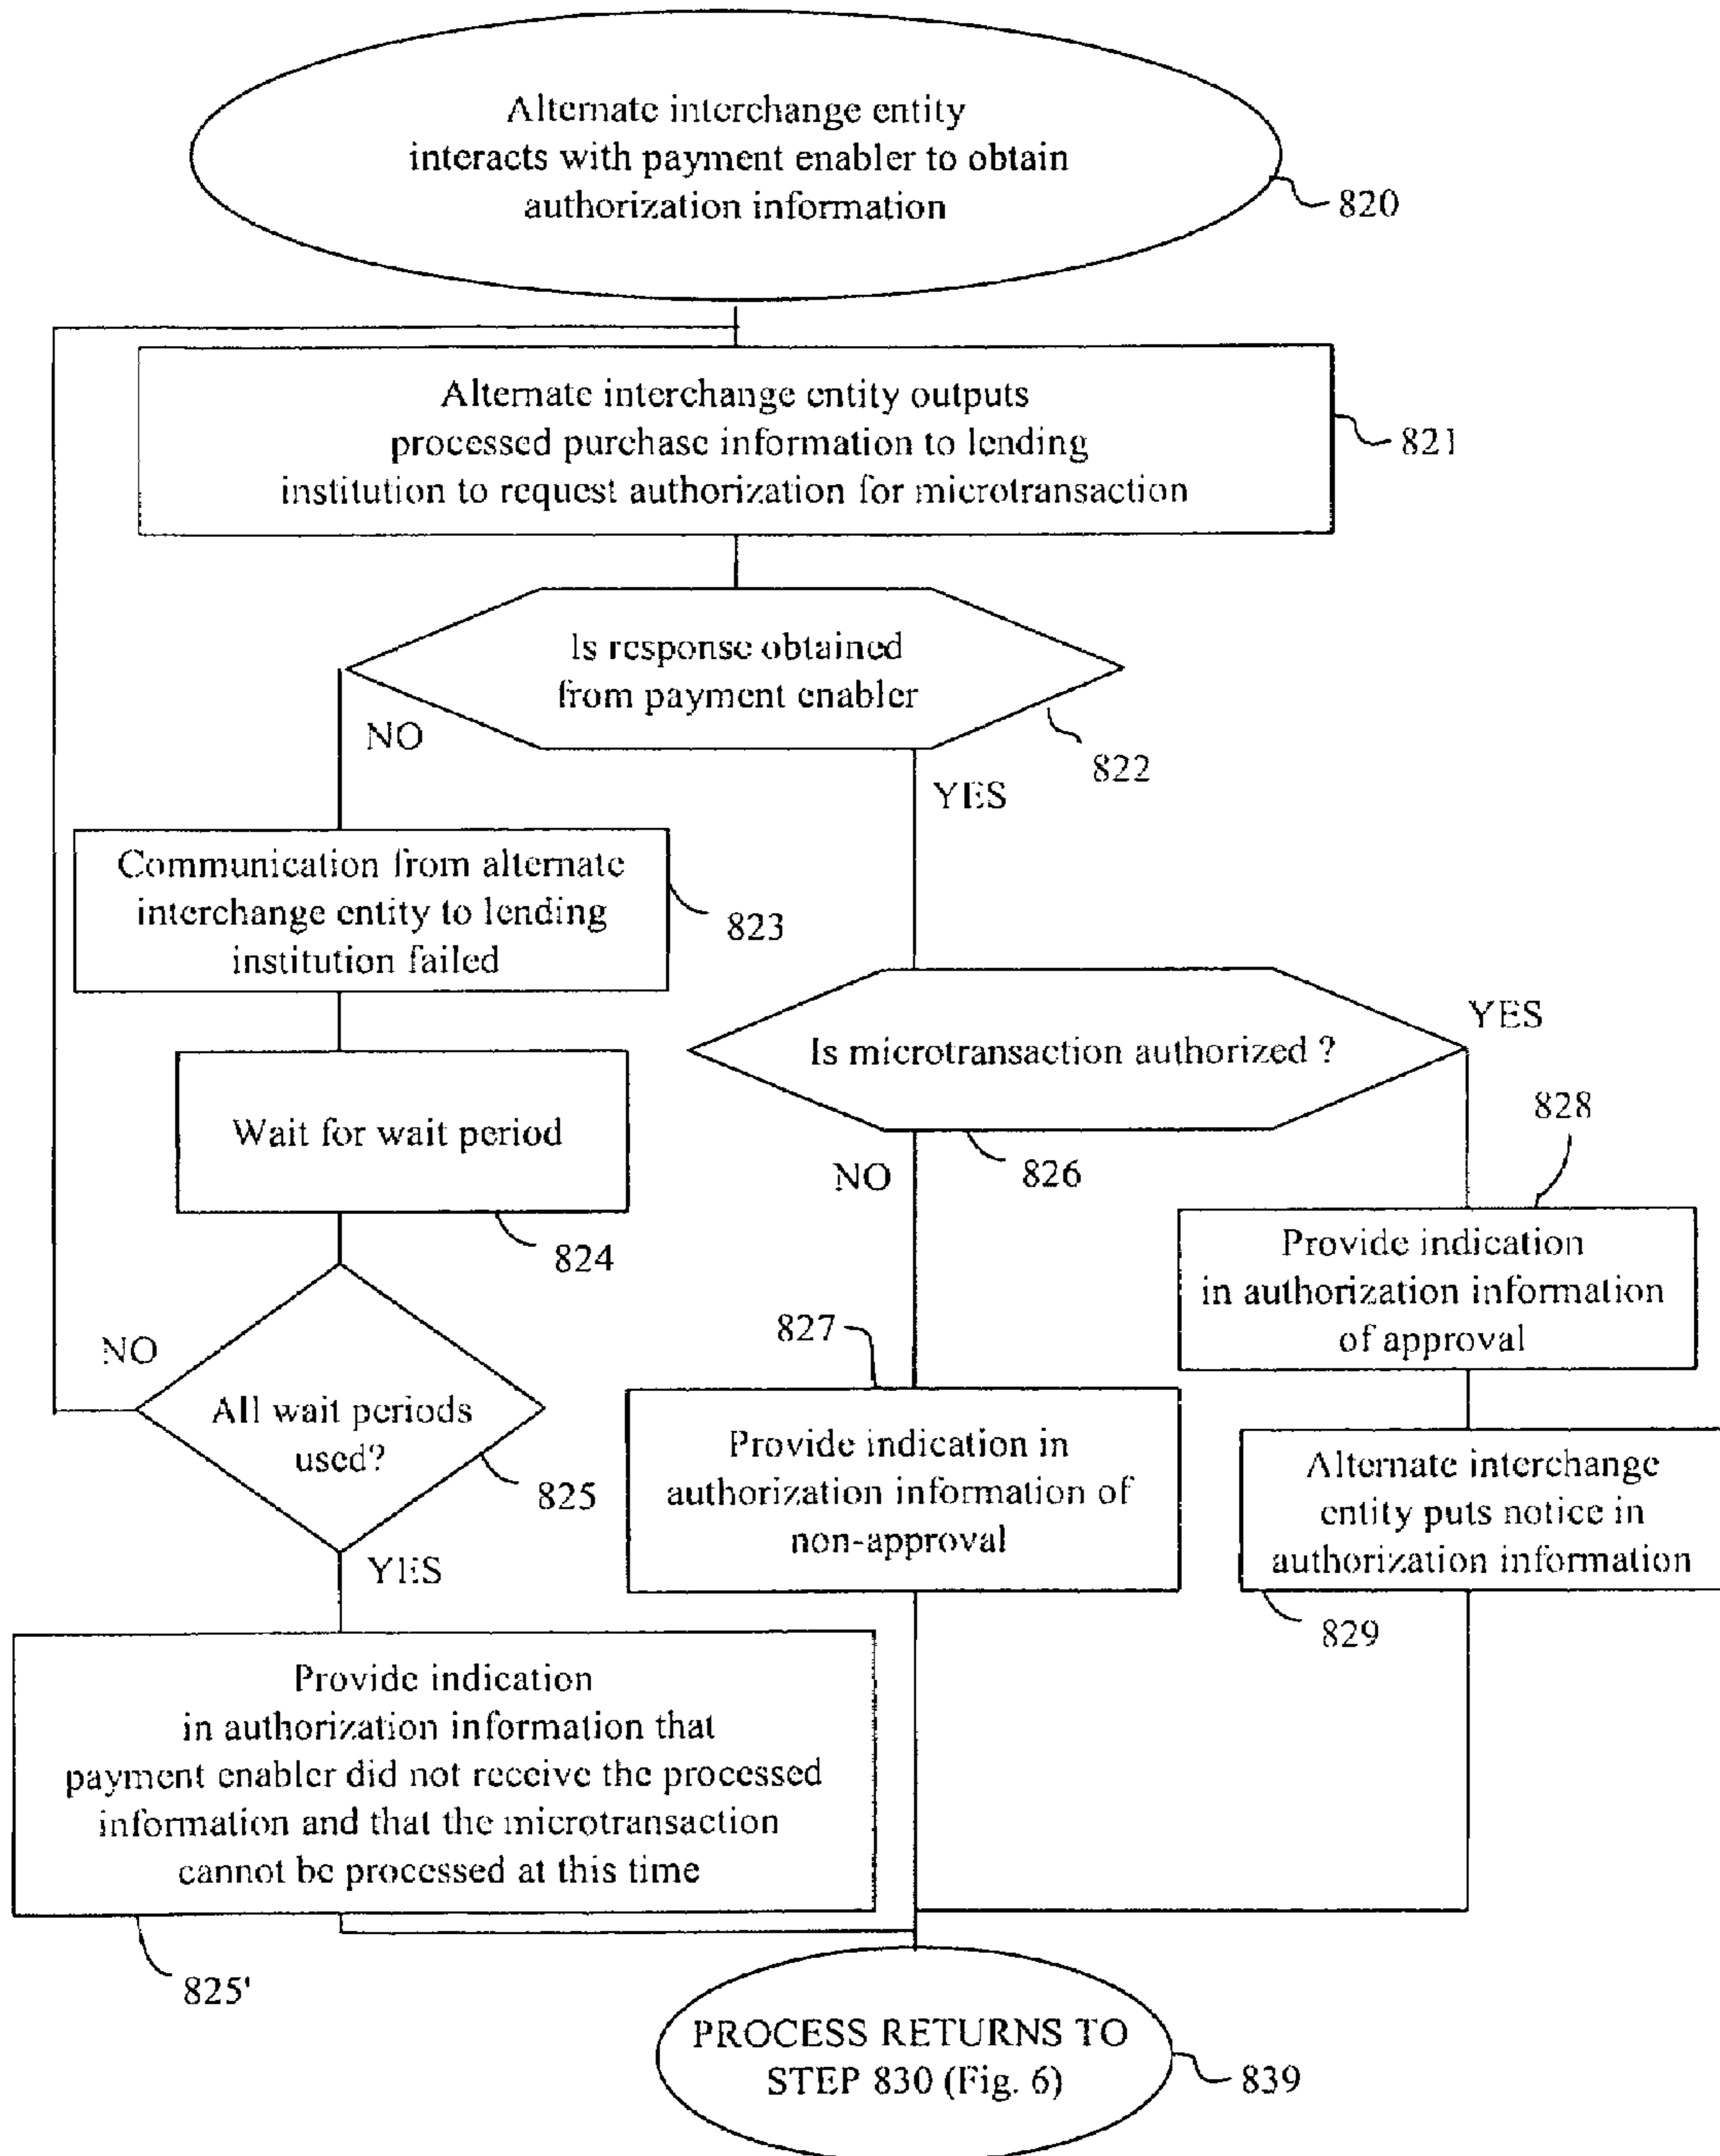 Alternate interchange entity
interacts with payment enabler to obtain
authorization information
820
Alternate interchange entity outputs
processed purchase information to lending
institution to request authorization for microtransaction
821
Is response obtained
from payment enabler
822
NO
YES
Communication from alternate
interchange entity to lending
institution failed
823
Is microtransaction authorized ?
826
YES
NO
Wait for wait period
824
828
Provide indication
in authorization information
of approval
All wait periods
used?
825
NO
YES
827
Provide indication in
authorization information of
non-approval
Alternate interchange
entity puts notice in
authorization information
829
Provide indication
in authorization information that
payment enabler did not receive the processed
information and that the microtransaction
cannot be processed at this time
825'
PROCESS RETURNS TO
STEP 830 (Fig. 6)
839